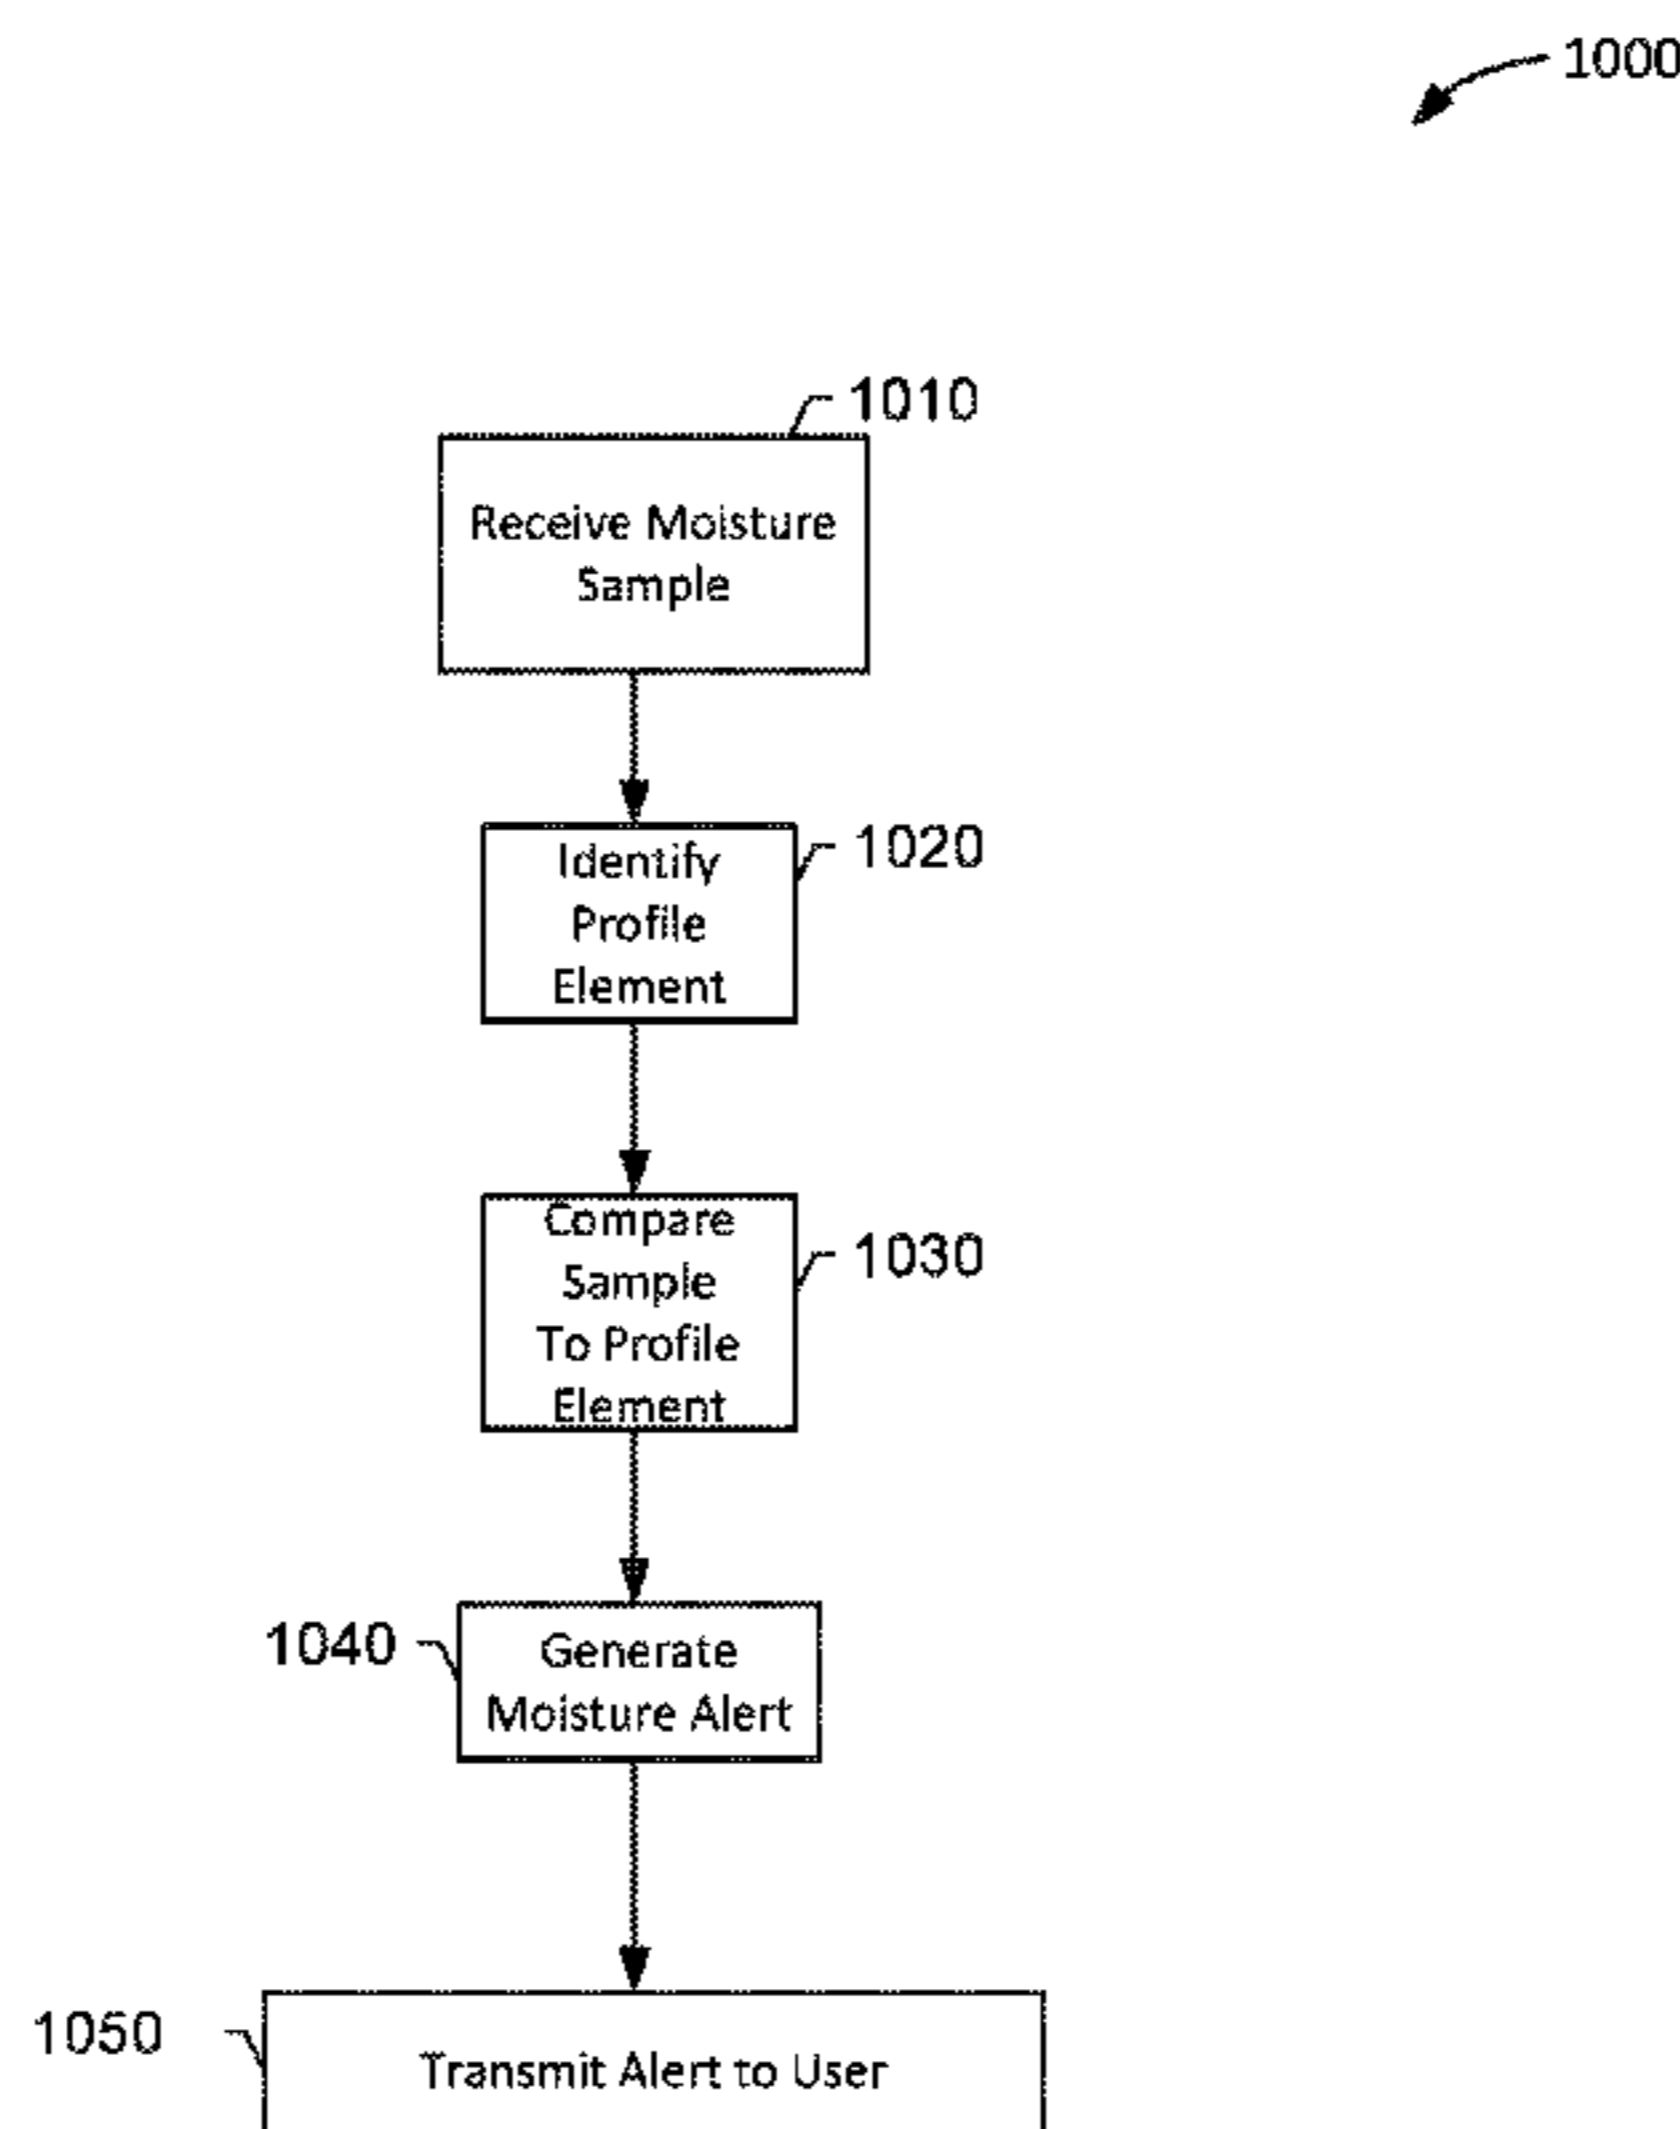 1000
1010
Receive Moisture
Sample
1020
Identify
Profile
Element
1030
Compare
Sample
To Profile
Element
1040
Generate
Moisture Alert
1050
Transmit Alert to User